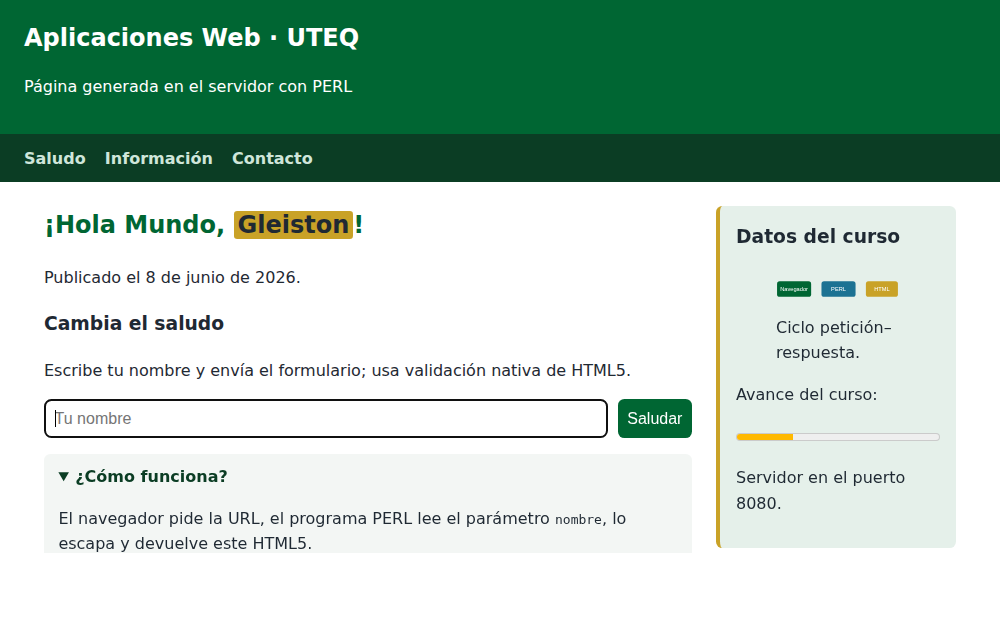 Aplicaciones Web · UTEQ
Página generada en el servidor con PERL
Saludo Información Contacto
¡Hola Mundo, Gleiston!
Publicado el 8 de junio de 2026.
Cambia el saludo
Escribe tu nombre y envía el formulario; usa validación nativa de HTML5.
Tu nombre
Saludar
▼ ¿Cómo funciona?
El navegador pide la URL, el programa PERL lee el parámetro nombre, lo
escapa y devuelve este HTML5.
Datos del curso
Navegador PERL HTML
Ciclo petición–
respuesta.
Avance del curso:
Servidor en el puerto
8080.